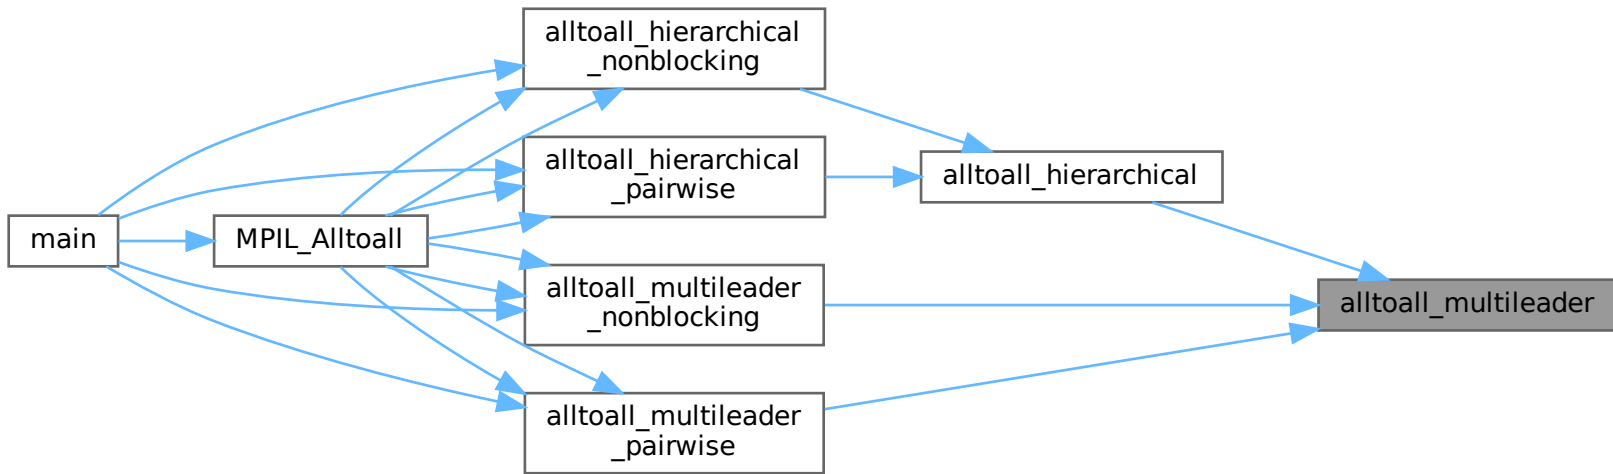 alltoall_hierarchical
_nonblocking
alltoall_hierarchical
_pairwise
alltoall_hierarchical
main
MPIL_Alltoall
alltoall_multileader
_nonblocking
alltoall_multileader
alltoall_multileader
_pairwise